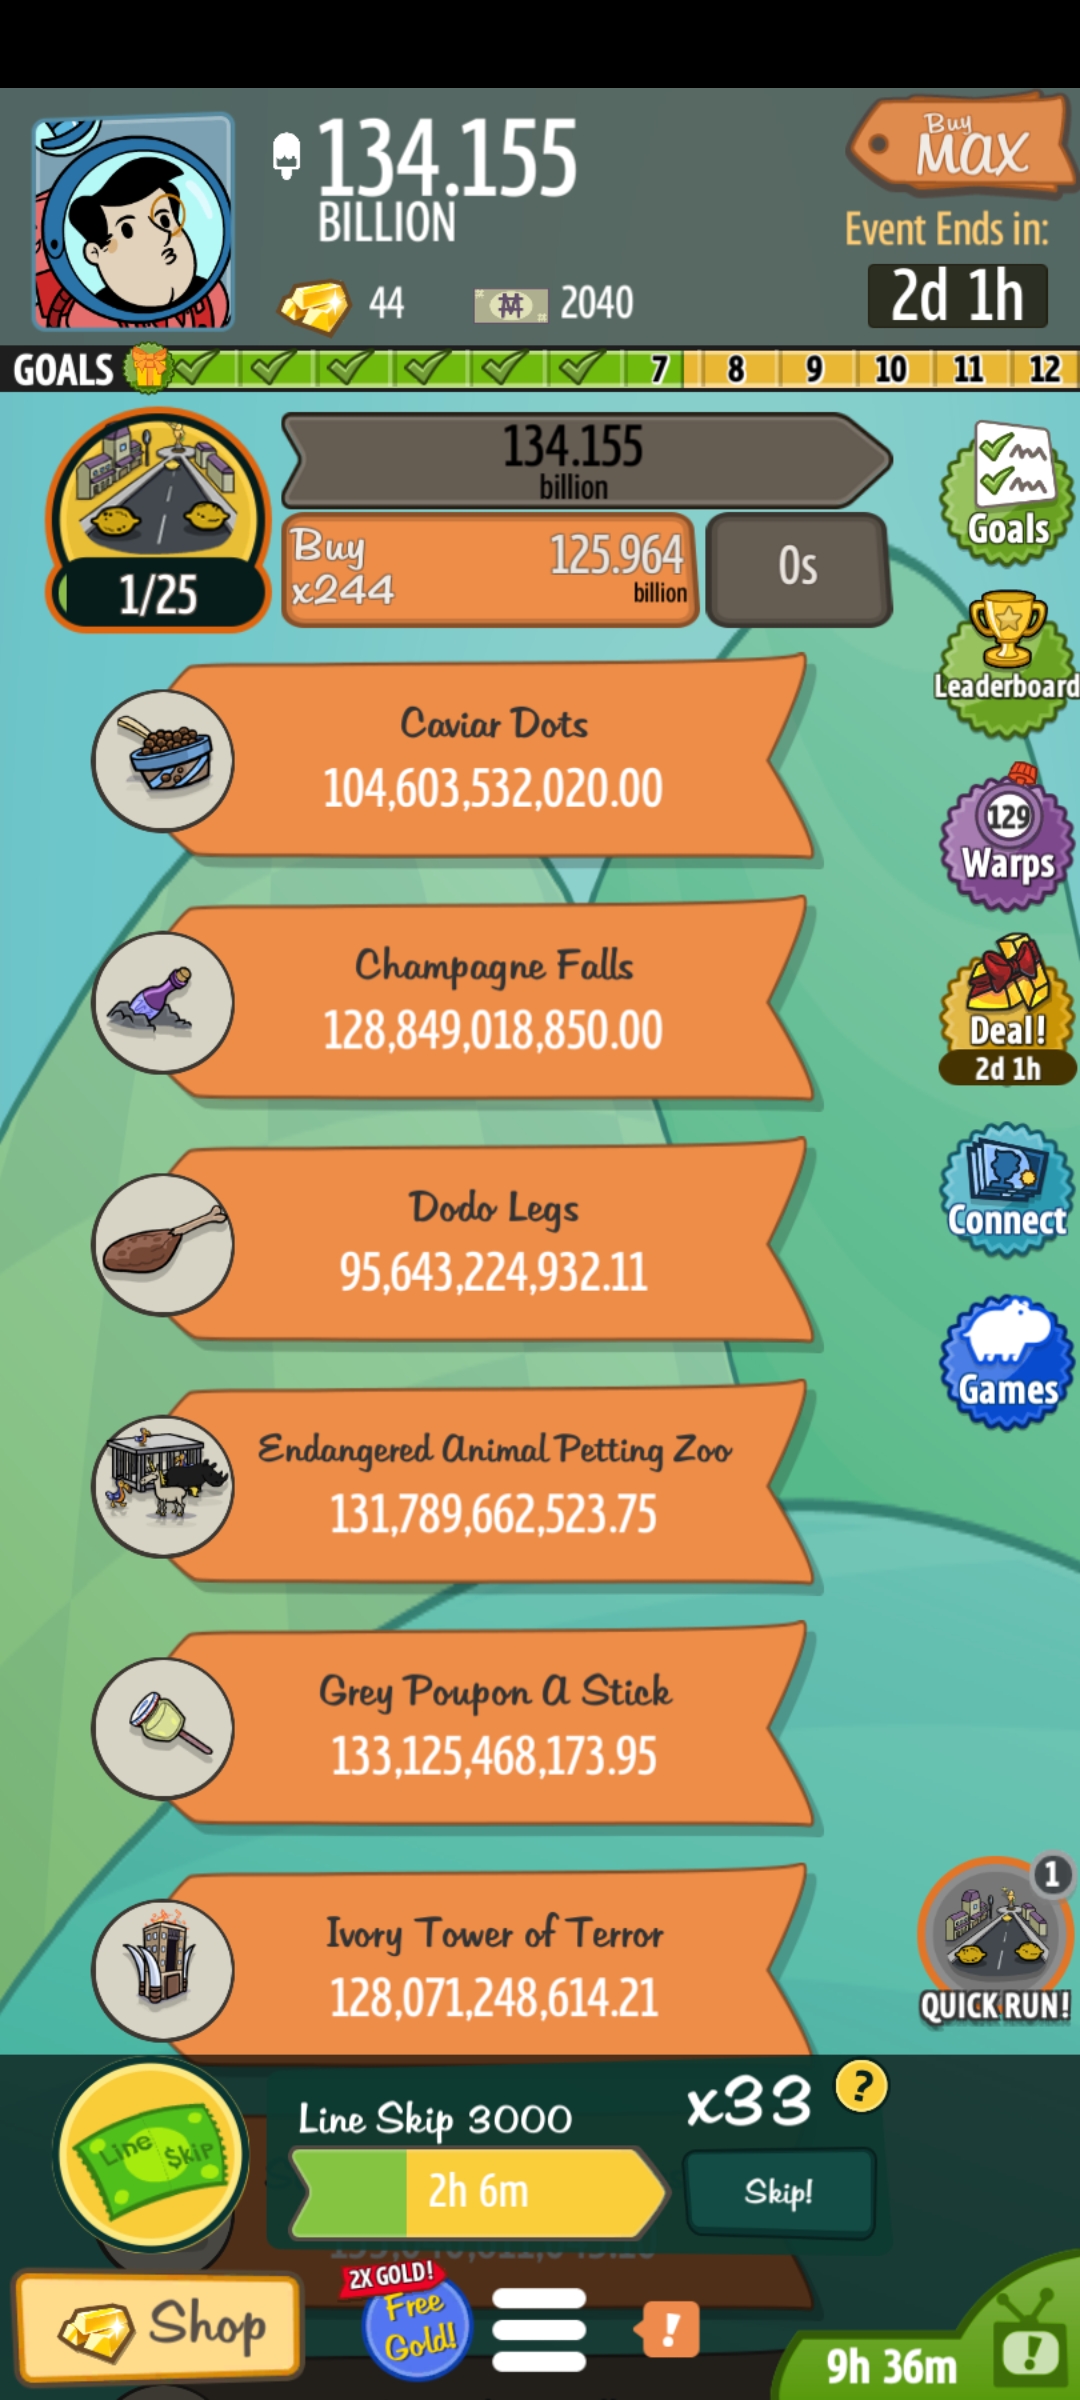 134.155
BILLION
44
2040
Buy
MAX
Event Ends in:
2d 1h
GOALS
7
8
9
10
11
12
134.155
billion
Buy
x244
125.964
billion
0s
1/25
Goals
Leaderboard
Caviar Dots
104,603,532,020.00
129
Warps
Champagne Falls
128,849,018,850.00
Deal!
2d 1h
Dodo Legs
95,643,224,932.11
Connect
Games
Endangered Animal Petting Zoo
131,789,662,523.75
Grey Poupon A Stick
133,125,468,173.95
Ivory Tower of Terror
128,071,248,614.21
1
QUICK RUN!
Line Skip
Line Skip 3000
x33
?
2h 6m
Skip!
Shop
2X GOLD!
Free
Gold!
!
9h 36m
!